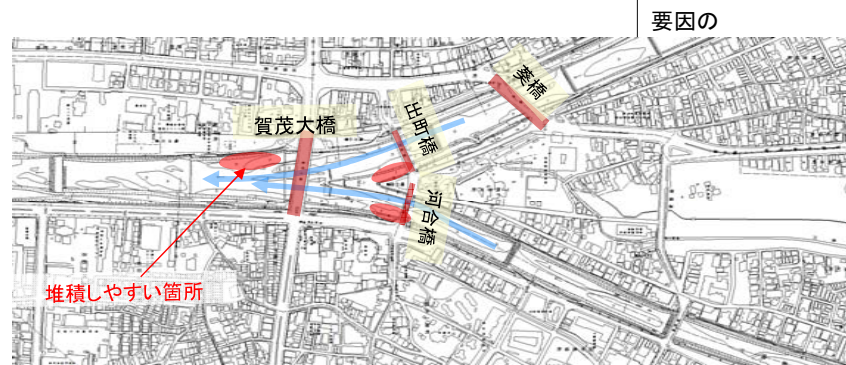 要因の
葵橋
出町橋
賀茂大橋
河合橋
堆積しやすい箇所